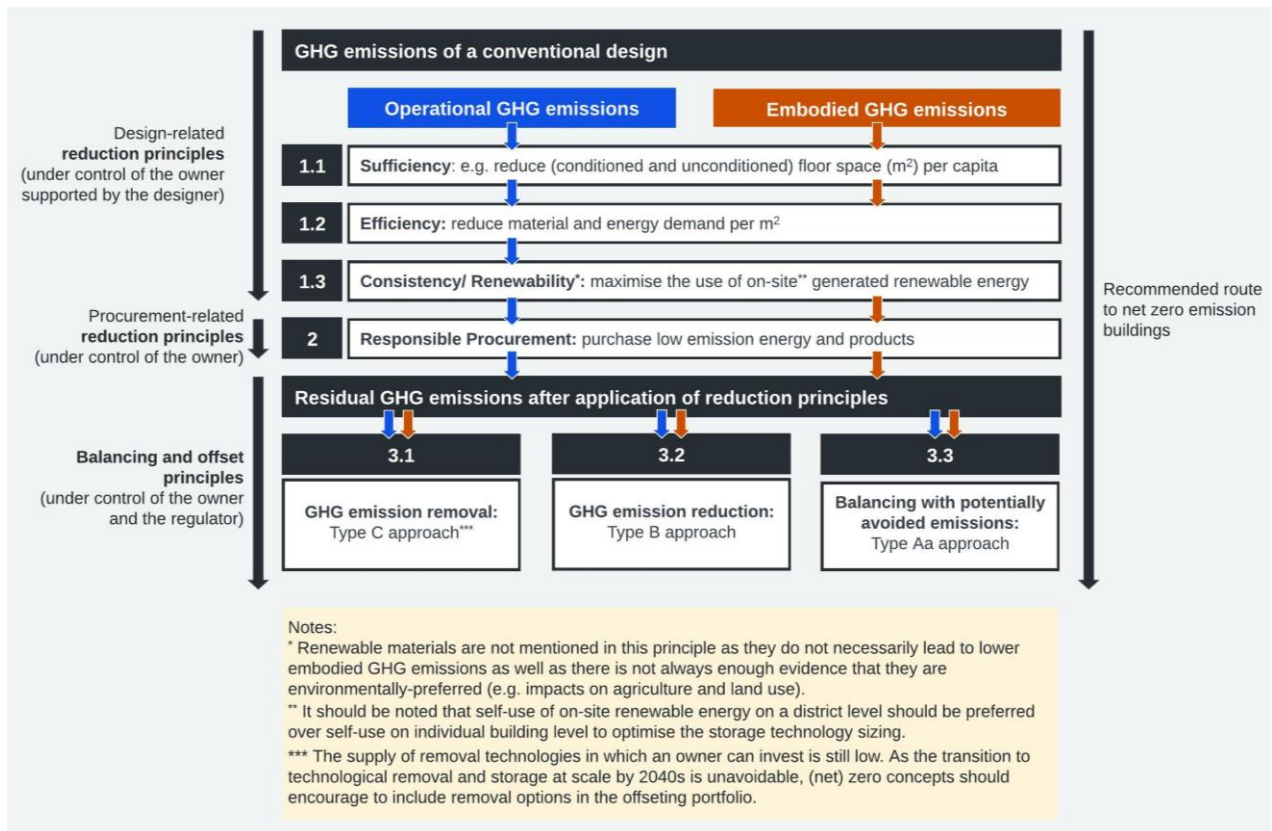 GHG emissions of a conventional design
Operational GHG emissions
Embodied GHG emissions
Design-related
reduction principles
(under control of the owner
supported by the designer)
1.1
Sufficiency: e.g. reduce (conditioned and unconditioned) floor space (m²) per capita
1.2
Efficiency: reduce material and energy demand per m²
1.3
Consistency/ Renewability*: maximise the use of on-site** generated renewable energy
Recommended route
to net zero emission
buildings
Procurement-related
reduction principles
(under control of the owner)
2
Responsible Procurement: purchase low emission energy and products
Residual GHG emissions after application of reduction principles
Balancing and offset
principles
(under control of the owner
and the regulator)
3.1
GHG emission removal:
Type C approach***
3.2
GHG emission reduction:
Type B approach
3.3
Balancing with potentially
avoided emissions:
Type Aa approach
Notes:
* Renewable materials are not mentioned in this principle as they do not necessarily lead to lower
embodied GHG emissions as well as there is not always enough evidence that they are
environmentally-preferred (e.g. impacts on agriculture and land use).
** It should be noted that self-use of on-site renewable energy on a district level should be preferred
over self-use on individual building level to optimise the storage technology sizing.
*** The supply of removal technologies in which an owner can invest is still low. As the transition to
technological removal and storage at scale by 2040s is unavoidable, (net) zero concepts should
encourage to include removal options in the offseting portfolio.